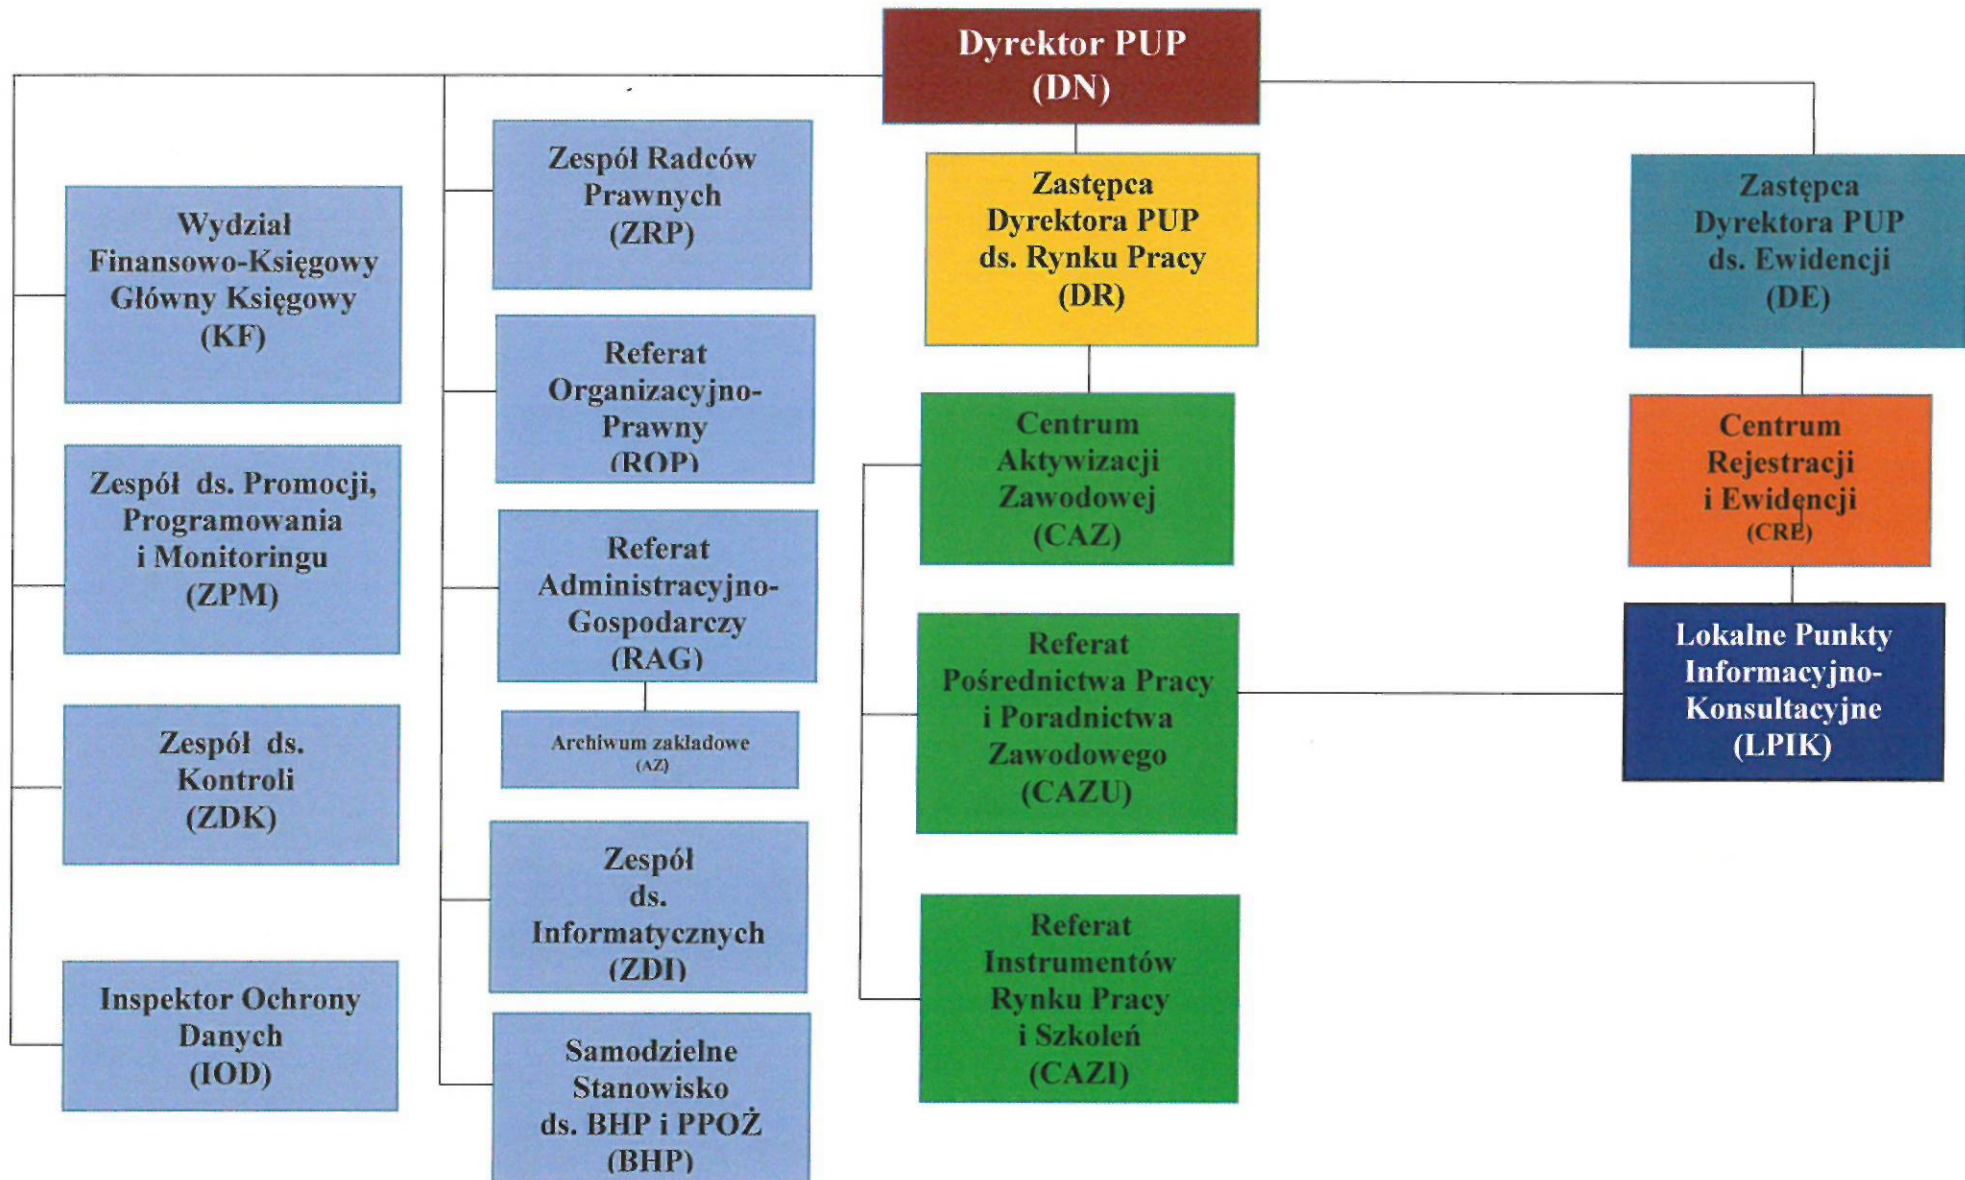 Dyrektor PUP
(DN)
Wydział
Finansowo-Księgowy
Główny Księgowy
(KF)
Zespół ds. Promocji,
Programowania
i Monitoringu
(ZPM)
Zespół ds.
Kontroli
(ZDK)
Inspektor Ochrony
Danych
(IOD)
Zespół Radców
Prawnych
(ZRP)
Referat
Organizacyjno-
Prawny
(ROP)
Referat
Administracyjno-
Gospodarczy
(RAG)
Archiwum zakładowe
(AZ)
Zespół
ds.
Informatycznych
(ZDI)
Samodzielne
Stanowisko
ds. BHP i PPOŻ
(BHP)
Zastępca
Dyrektora PUP
ds. Rynku Pracy
(DR)
Centrum
Aktywizacji
Zawodowej
(CAZ)
Referat
Pośrednictwa Pracy
i Poradnictwa
Zawodowego
(CAZU)
Referat
Instrumentów
Rynku Pracy
i Szkoleń
(CAZI)
Zastępca
Dyrektora PUP
ds. Ewidencji
(DE)
Centrum
Rejestracji
i Ewidencji
(CRE)
Lokalne Punkty
Informacyjno-
Konsultacyjne
(LPIK)